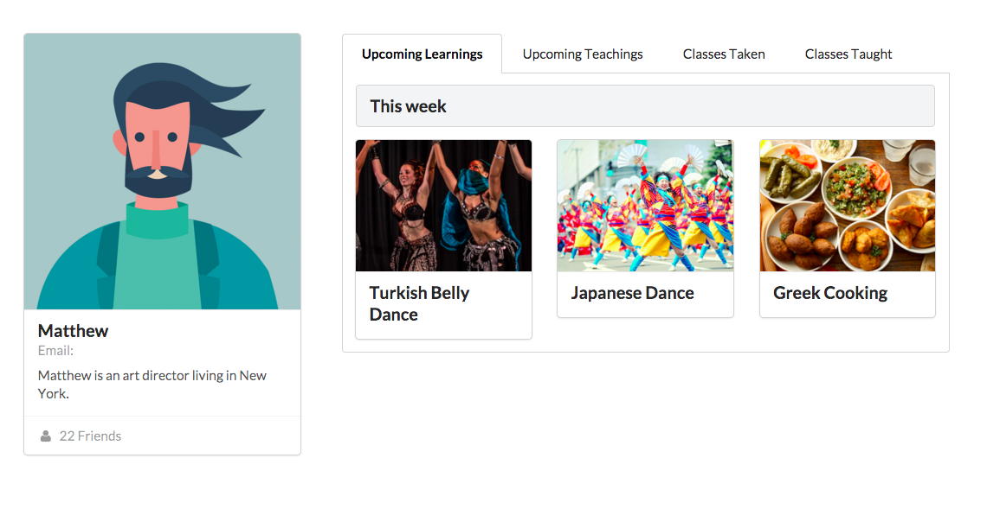 Matthew
Email:
Matthew is an art director living in New
York.
22 Friends
Upcoming Learnings
Upcoming Teachings
Classes Taken
Classes Taught
This week
Turkish Belly
Dance
Japanese Dance
Greek Cooking